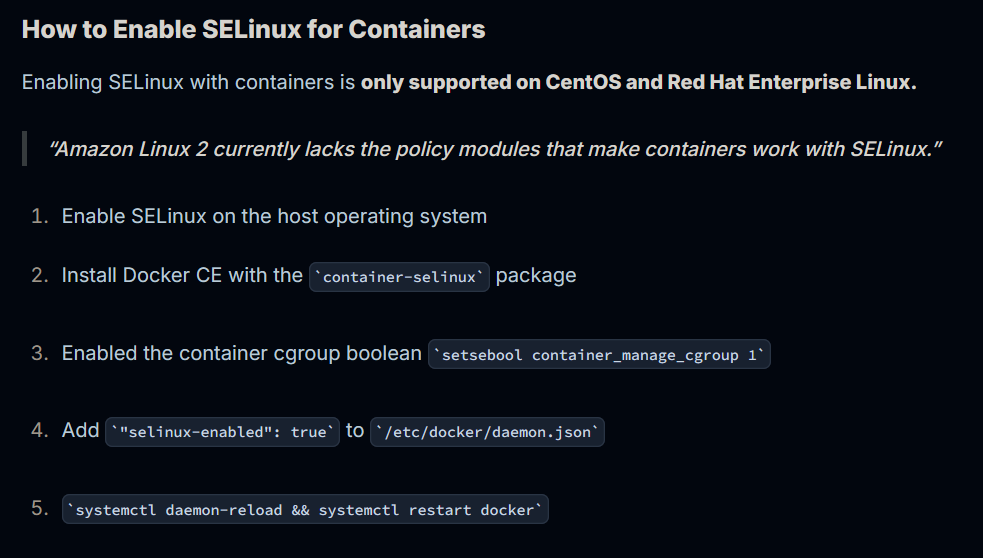 How to Enable SELinux for Containers
Enabling SELinux with containers is only supported on CentOS and Red Hat Enterprise Linux.
“Amazon Linux 2 currently lacks the policy modules that make containers work with SELinux.”
1. Enable SELinux on the host operating system
2. Install Docker CE with the `container-selinux` package
3. Enabled the container cgroup boolean `setsebool container_manage_cgroup 1`
4. Add `"selinux-enabled": true` to `/etc/docker/daemon.json`
5. `systemctl daemon-reload && systemctl restart docker`